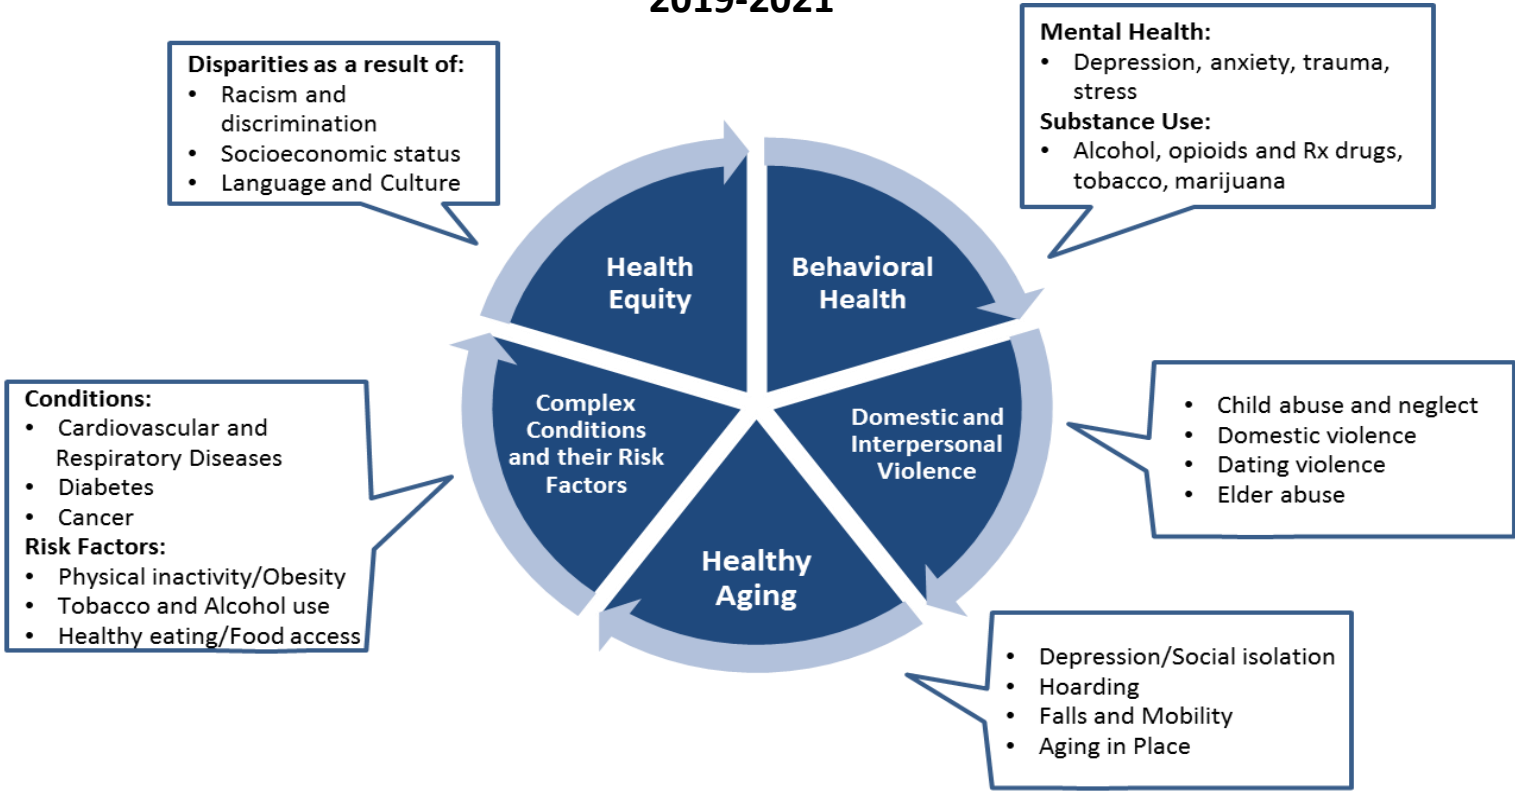 2019-2021
Disparities as a result of:
• Racism and
discrimination
• Socioeconomic status
• Language and Culture
Mental Health:
• Depression, anxiety, trauma,
stress
Substance Use:
• Alcohol, opioids and Rx drugs,
tobacco, marijuana
Health
Equity
Behavioral
Health
Complex
Conditions
and their Risk
Factors
Domestic and
Interpersonal
Violence
Healthy
Aging
Conditions:
• Cardiovascular and
Respiratory Diseases
• Diabetes
• Cancer
Risk Factors:
• Physical inactivity/Obesity
• Tobacco and Alcohol use
• Healthy eating/Food access
• Child abuse and neglect
• Domestic violence
• Dating violence
• Elder abuse
• Depression/Social isolation
• Hoarding
• Falls and Mobility
• Aging in Place